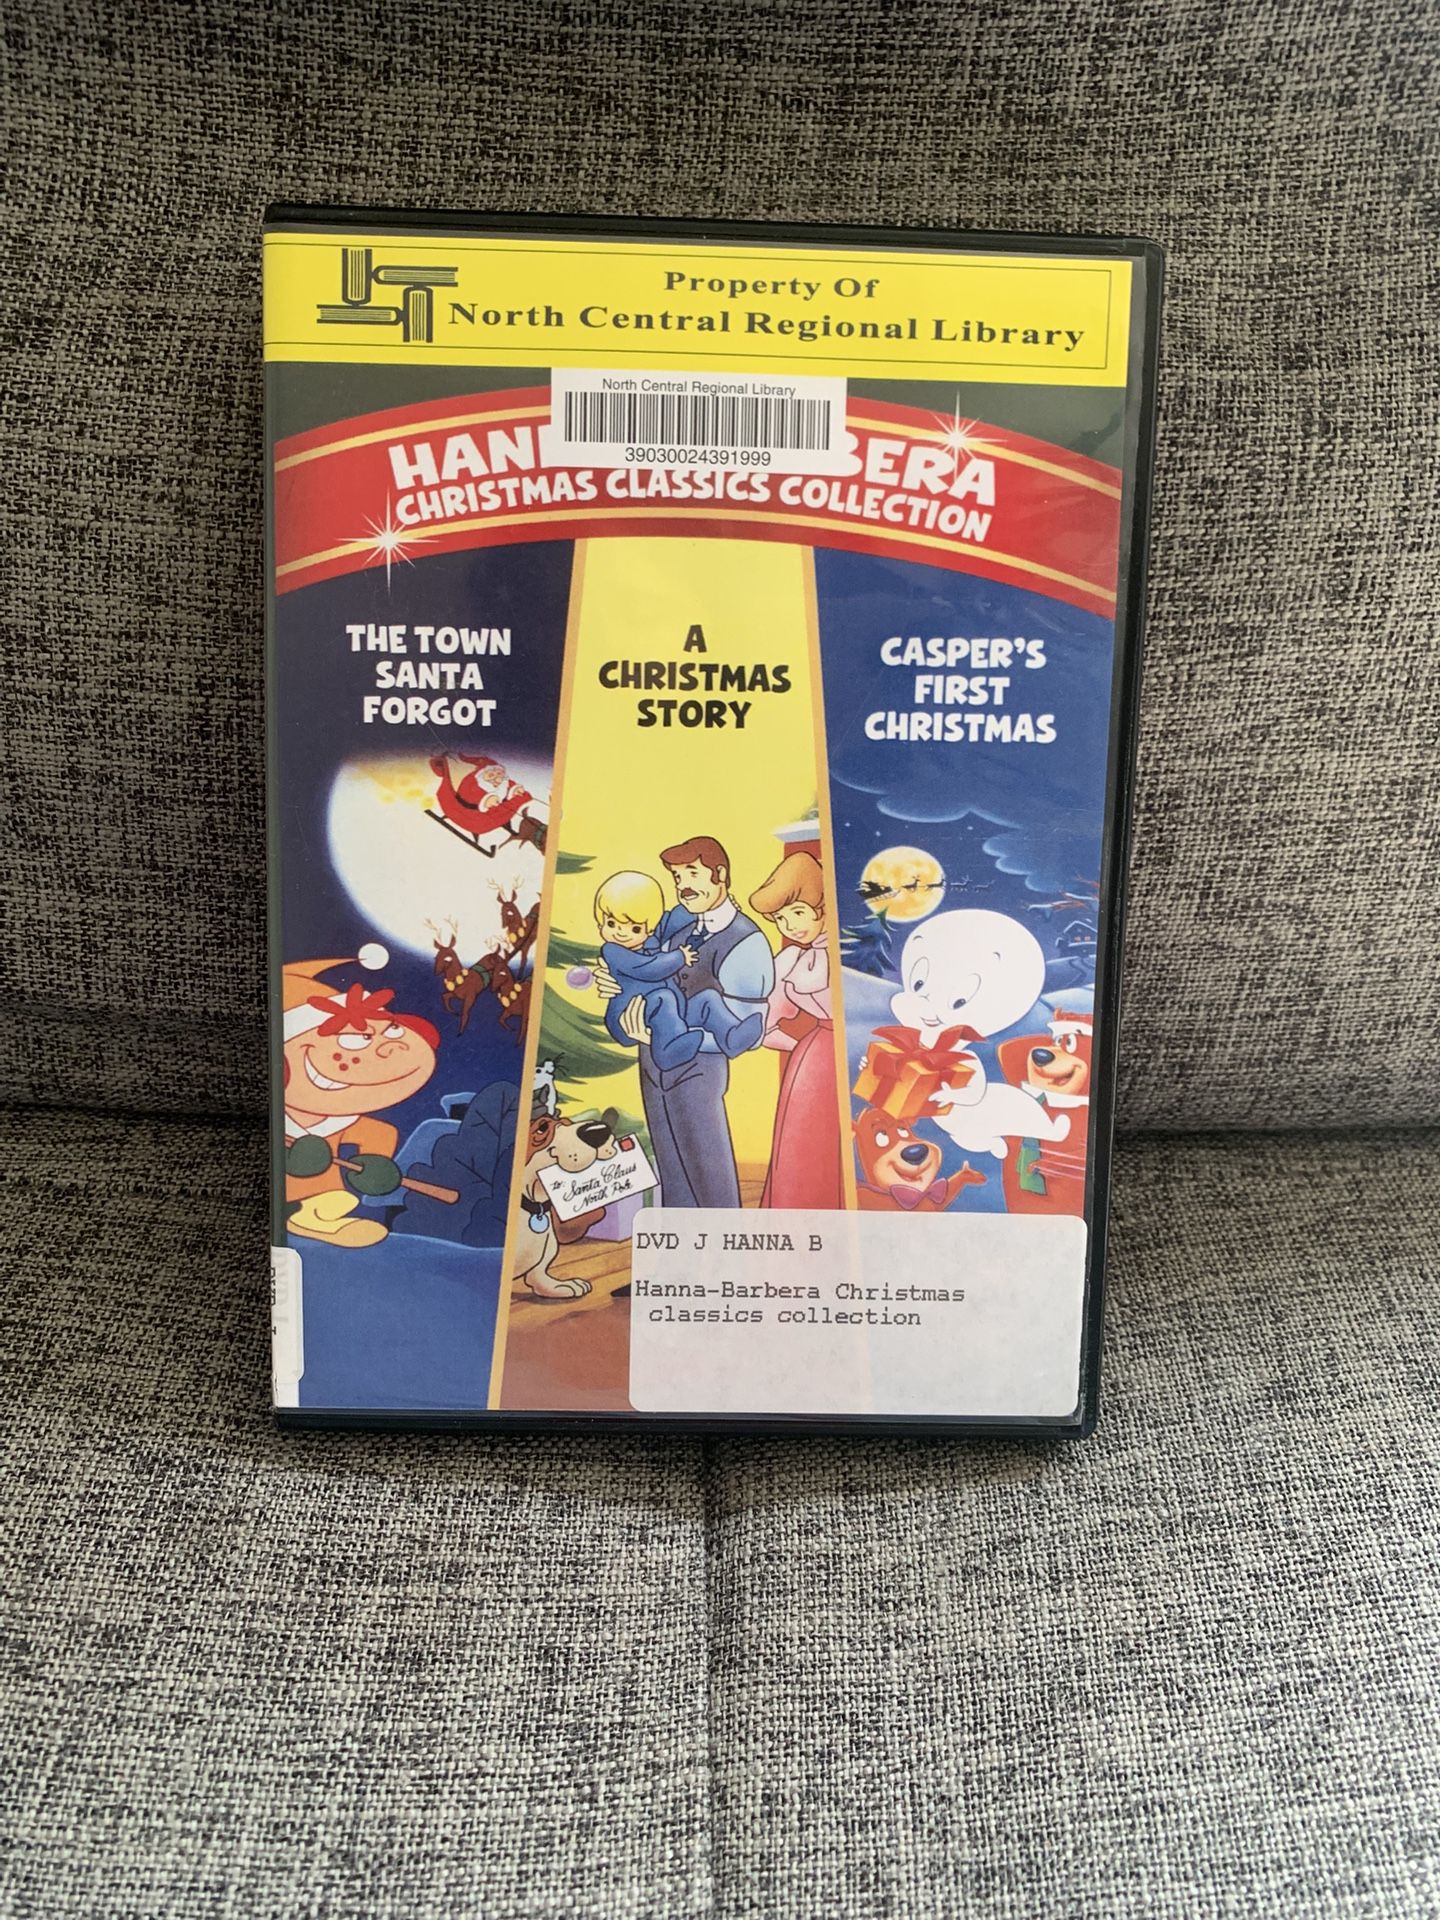 Property Of
North Central Regional Library
North Central Regional Library
39030024391999
HAN BERA
CHRISTMAS CLASSICS COLLECTION
THE TOWN
SANTA
FORGOT
A
CHRISTMAS
STORY
CASPER'S
FIRST
CHRISTMAS
to:
Santa Claus
North Pole
DVD J HANNA B
Hanna-Barbera Christmas
classics collection